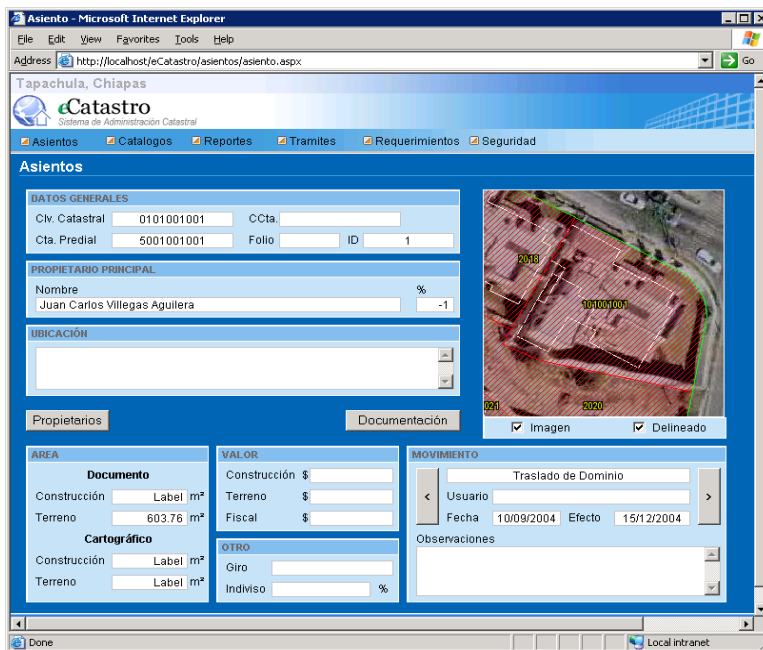 Asiento - Microsoft Internet Explorer
File Edit View Favorites Tools Help
Address http://localhost/eCatastro/asientos/asiento.aspx Go
Tapachula, Chiapas
eCatastro
Sistema de Administración Catastral
Asientos Catalogos Reportes Tramites Requerimientos Seguridad
Asientos
DATOS GENERALES
Clv. Catastral 0101001001 CCta.
Cta. Predial 5001001001 Folio ID 1
PROPIETARIO PRINCIPAL
Nombre %
Juan Carlos Villegas Aguilera -1
UBICACIÓN
2018
101001001
021 2020
Propietarios Documentación
Imagen Delineado
AREA
Documento
Construcción Label m²
Terreno 603.76 m²
Cartográfico
Construcción Label m²
Terreno Label m²
VALOR
Construcción $
Terreno $
Fiscal $
OTRO
Giro
Indiviso %
MOVIMIENTO
Traslado de Dominio
< Usuario >
Fecha 10/09/2004 Efecto 15/12/2004
Observaciones
Done Local intranet